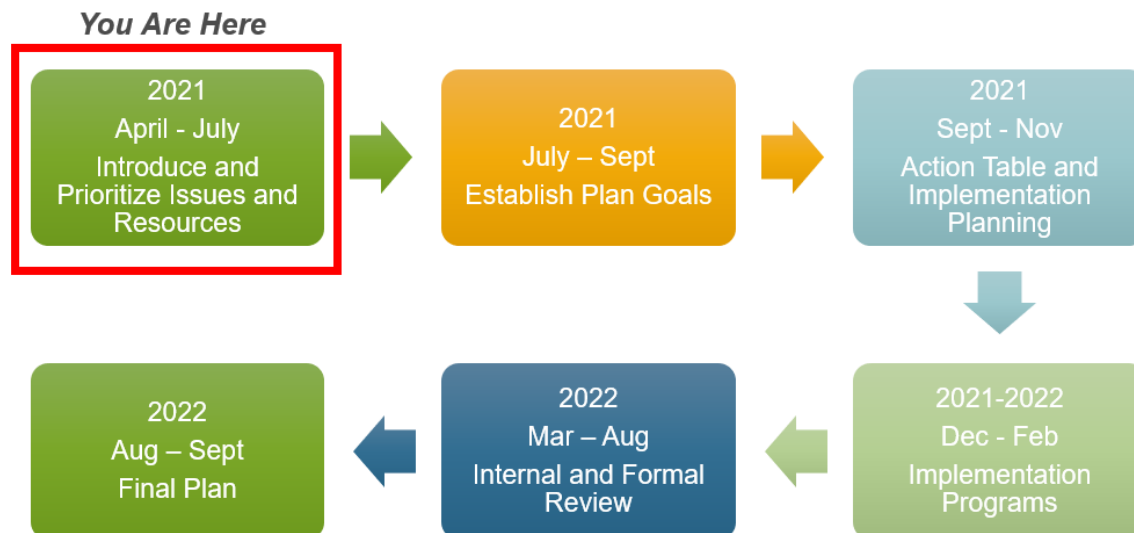 You Are Here
2021
April - July
Introduce and
Prioritize Issues and
Resources
2021
July – Sept
Establish Plan Goals
2021
Sept - Nov
Action Table and
Implementation
Planning
2021-2022
Dec - Feb
Implementation
Programs
2022
Mar – Aug
Internal and Formal
Review
2022
Aug – Sept
Final Plan